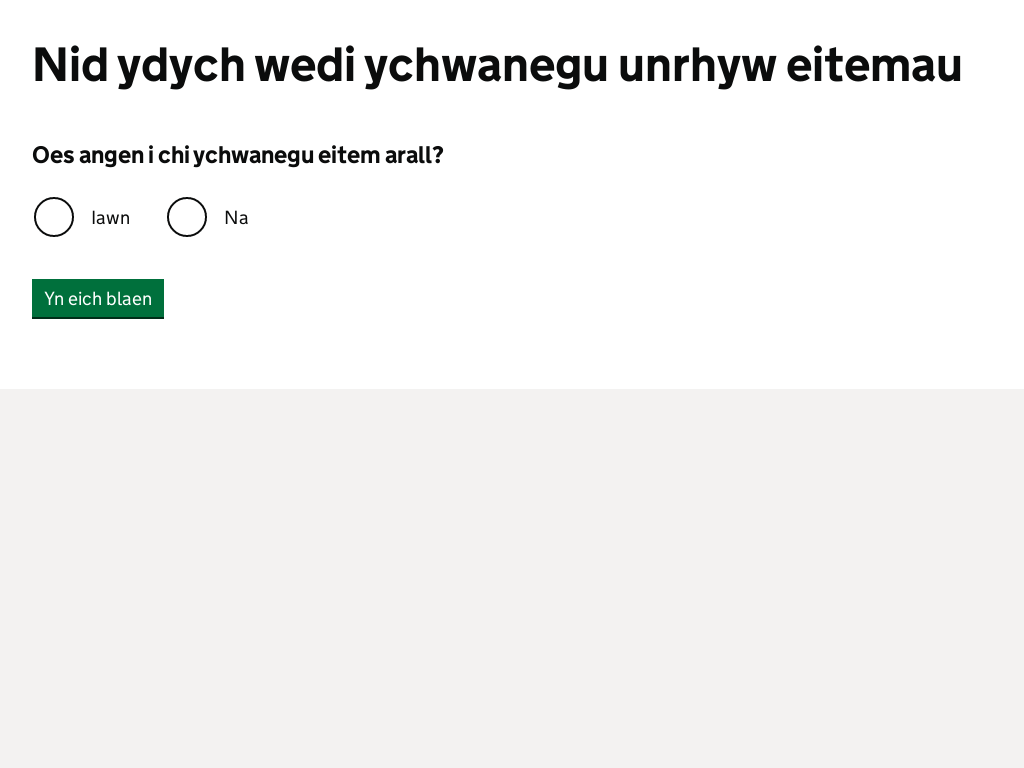 Nid ydych wedi ychwanegu unrhyw eitemau
Oes angen i chi ychwanegu eitem arall?
Iawn
Na
Yn eich blaen